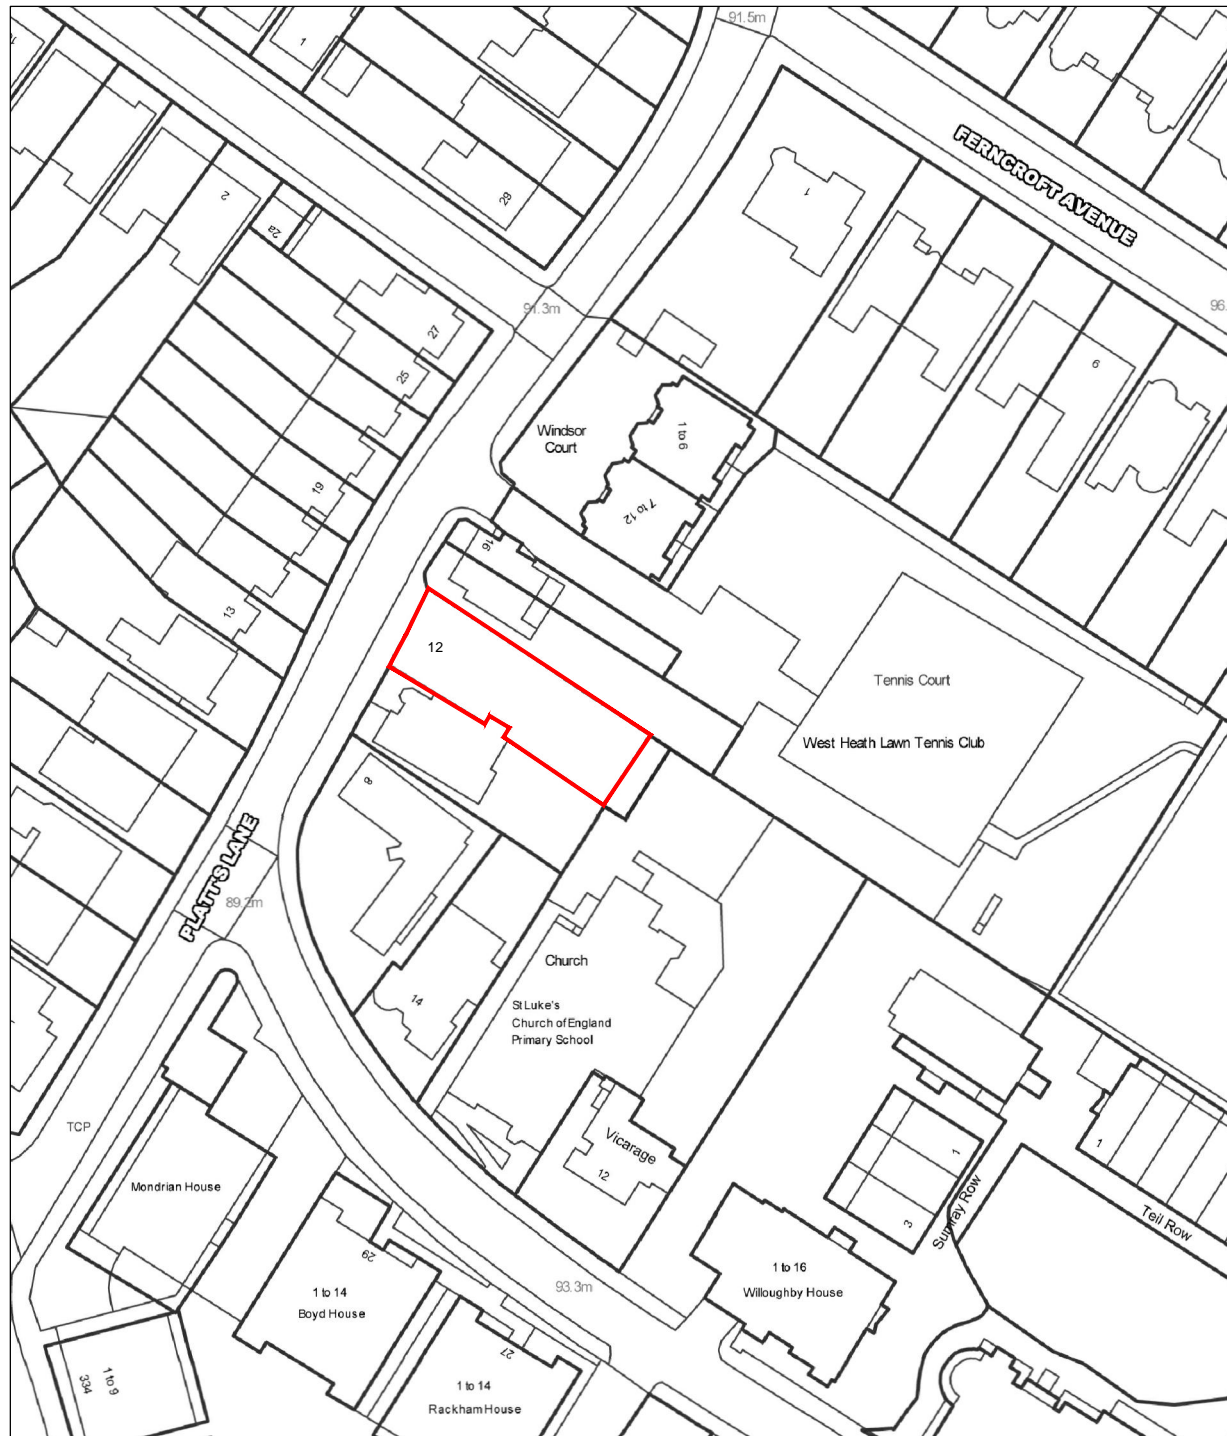 91.5m
1
FERNCROFT AVENUE
1
2
29
2a
91.3m
96.
27
6
25
Windsor
Court
1 to 6
19
7 to 12
16
13
12
Tennis Court
West Heath Lawn Tennis Club
8
PLATT'S LANE
89.2m
Church
14
St Luke's
Church of England
Primary School
TCP
Vicarage
12
1
1
Mondrian House
3
Sumray Row
Teil Row
29
1 to 14
Boyd House
93.3m
1 to 16
Willoughby House
27
1 to 9
334
1 to 14
Rackham House